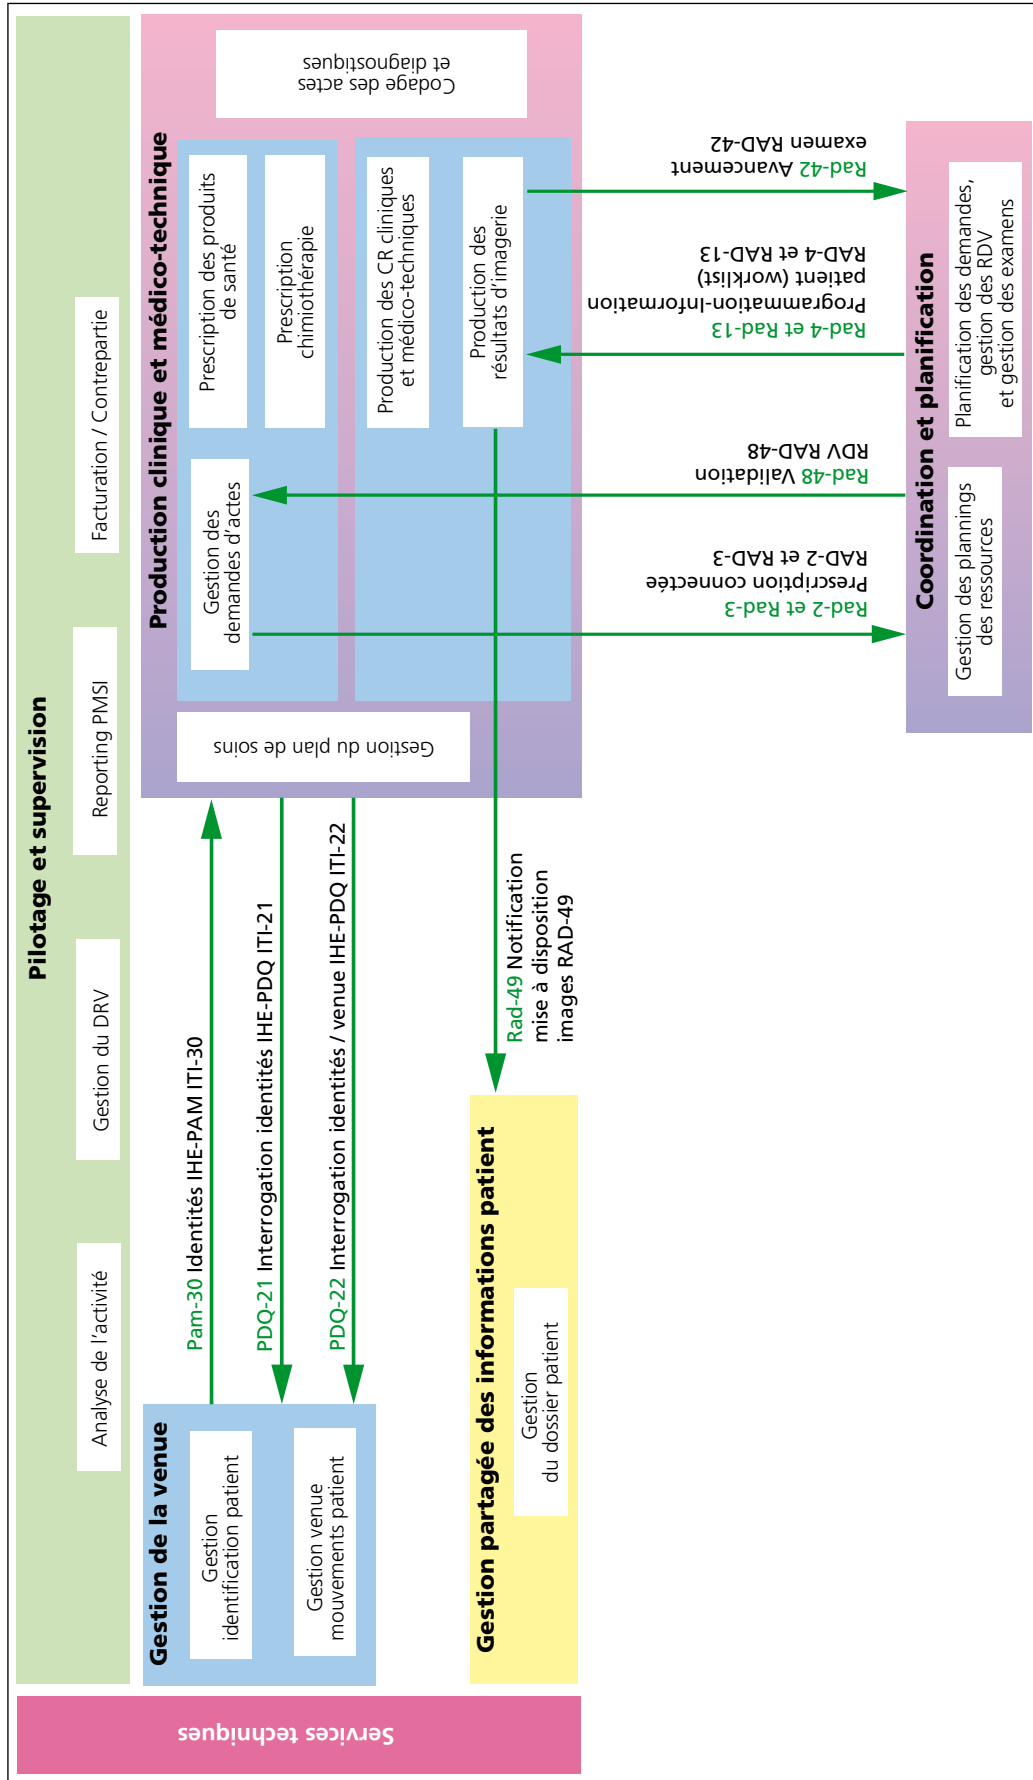 Pilotage et supervision
Analyse de l'activité
Gestion du DRV
Reporting PMSI
Facturation / Contrepartie
Services techniques
Gestion de la venue
Gestion
identification patient
Gestion venue
mouvements patient
Pam-30 Identités IHE-PAM ITI-30
PDQ-21 Interrogation identités IHE-PDQ ITI-21
PDQ-22 Interrogation identités / venue IHE-PDQ ITI-22
Production clinique et médico-technique
Gestion du plan de soins
Gestion des
demandes d'actes
Prescription des produits
de santé
Prescription
chimiothérapie
Production des CR cliniques
et médico-techniques
Production des
résultats d'imagerie
Codage des actes
et diagnostiques
Gestion partagée des informations patient
Gestion
du dossier patient
Rad-49 Notification
mise à disposition
images RAD-49
Rad-2 et Rad-3
Prescription connectée
RAD-2 et RAD-3
Rad-48 Validation
RDV RAD-48
Rad-4 et Rad-13
Programmation-Information
patient (worklist)
RAD-4 et RAD-13
Rad-42 Avancement
examen RAD-42
Coordination et planification
Gestion des plannings
des ressources
Planification des demandes,
gestion des RDV
et gestion des examens